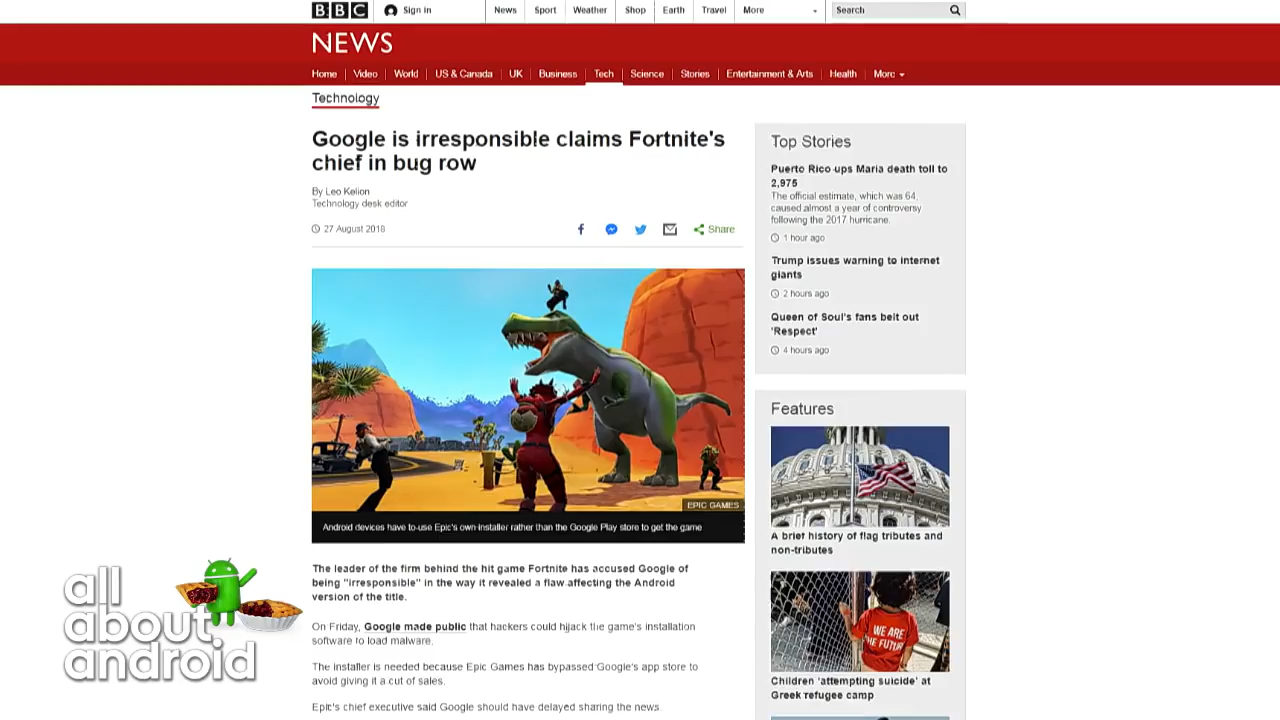 BBC
Sign in
News
Sport
Weather
Shop
Earth
Travel
More
Search
NEWS
Home
Video
World
US & Canada
UK
Business
Tech
Science
Stories
Entertainment & Arts
Health
More
Technology
Google is irresponsible claims Fortnite's
chief in bug row
By Leo Kelion
Technology desk editor
27 August 2018
Share
EPIC GAMES
Android devices have to use Epic's own installer rather than the Google Play store to get the game
The leader of the firm behind the hit game Fortnite has accused Google of
being "irresponsible" in the way it revealed a flaw affecting the Android
version of the title.
On Friday, Google made public that hackers could hijack the game's installation
software to load malware.
The installer is needed because Epic Games has bypassed Google's app store to
avoid giving it a cut of sales.
Epic's chief executive said Google should have delayed sharing the news
Top Stories
Puerto Rico ups Maria death toll to
2,975
The official estimate, which was 64,
caused almost a year of controversy
following the 2017 hurricane.
1 hour ago
Trump issues warning to internet
giants
2 hours ago
Queen of Soul's fans belt out
'Respect'
4 hours ago
Features
A brief history of flag tributes and
non-tributes
WE ARE
THE FUTUR
Children 'attempting suicide' at
Greek refugee camp
all
about
android